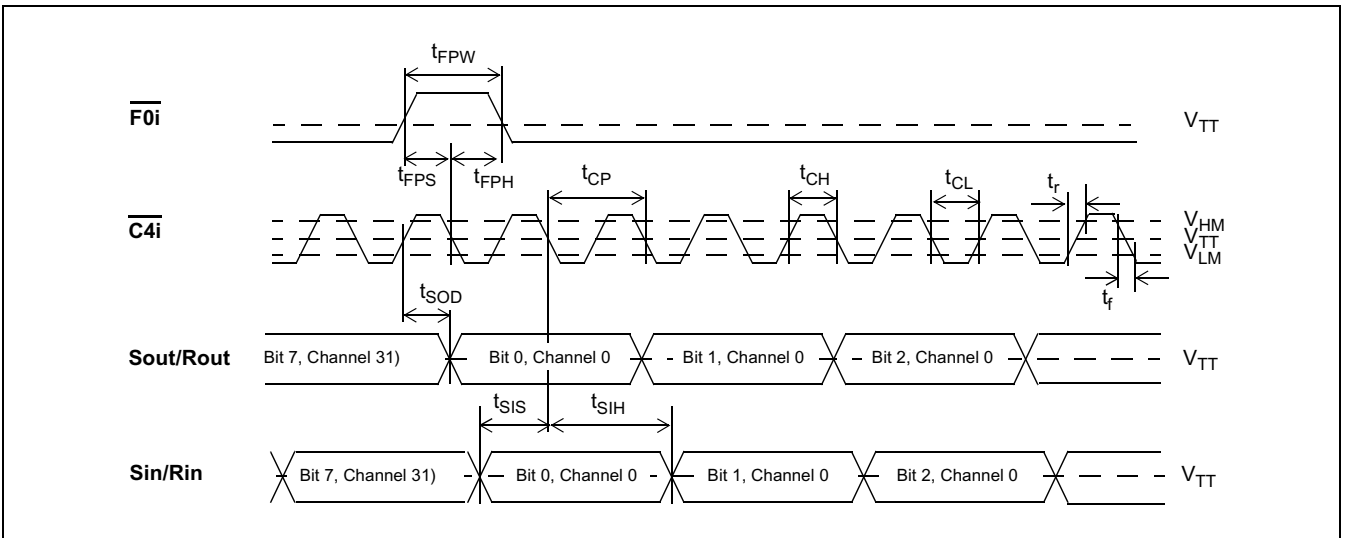 tFPW
F0i
VTT
tFPS
tFPH
tCP
tCH
tCL
tr
C4i
VHM
VTT
VLM
tf
tSOD
Sout/Rout
Bit 7, Channel 31)
Bit 0, Channel 0
Bit 1, Channel 0
Bit 2, Channel 0
VTT
tSIS
tSIH
Sin/Rin
Bit 7, Channel 31)
Bit 0, Channel 0
Bit 1, Channel 0
Bit 2, Channel 0
VTT